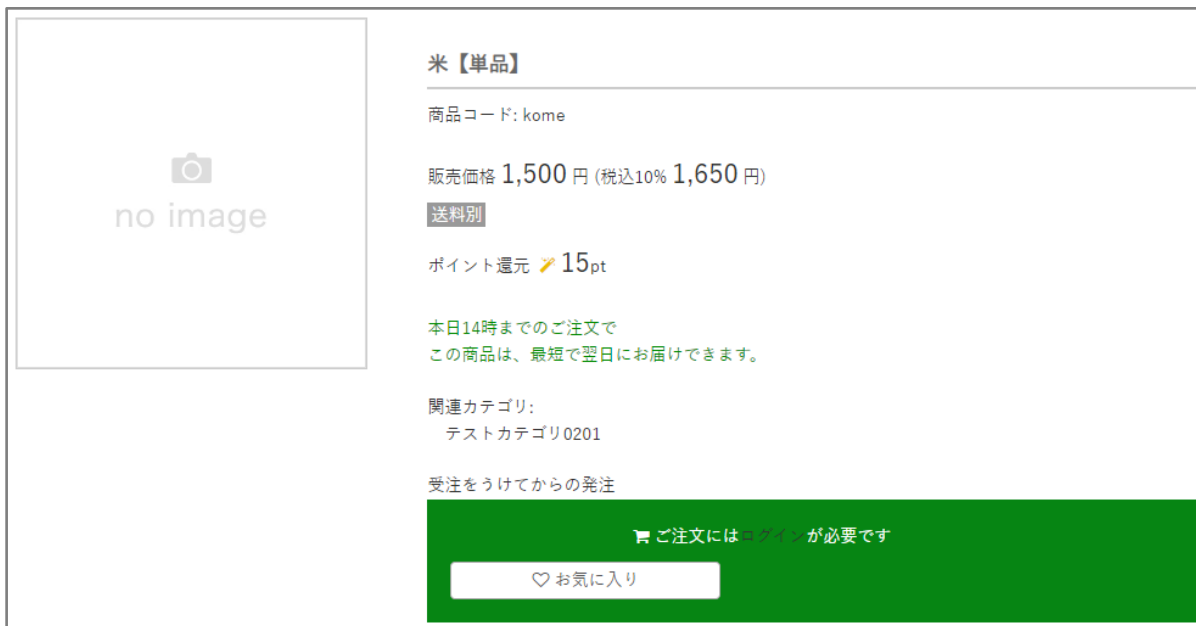 no image
米【単品】
商品コード: kome
販売価格 1,500 円 (税込10% 1,650 円)
送料別
ポイント還元 15pt
本日14時までのご注文で
この商品は、最短で翌日にお届けできます。
関連カテゴリ:
テストカテゴリ0201
受注をうけてからの発注
ご注文にはログインが必要です
お気に入り